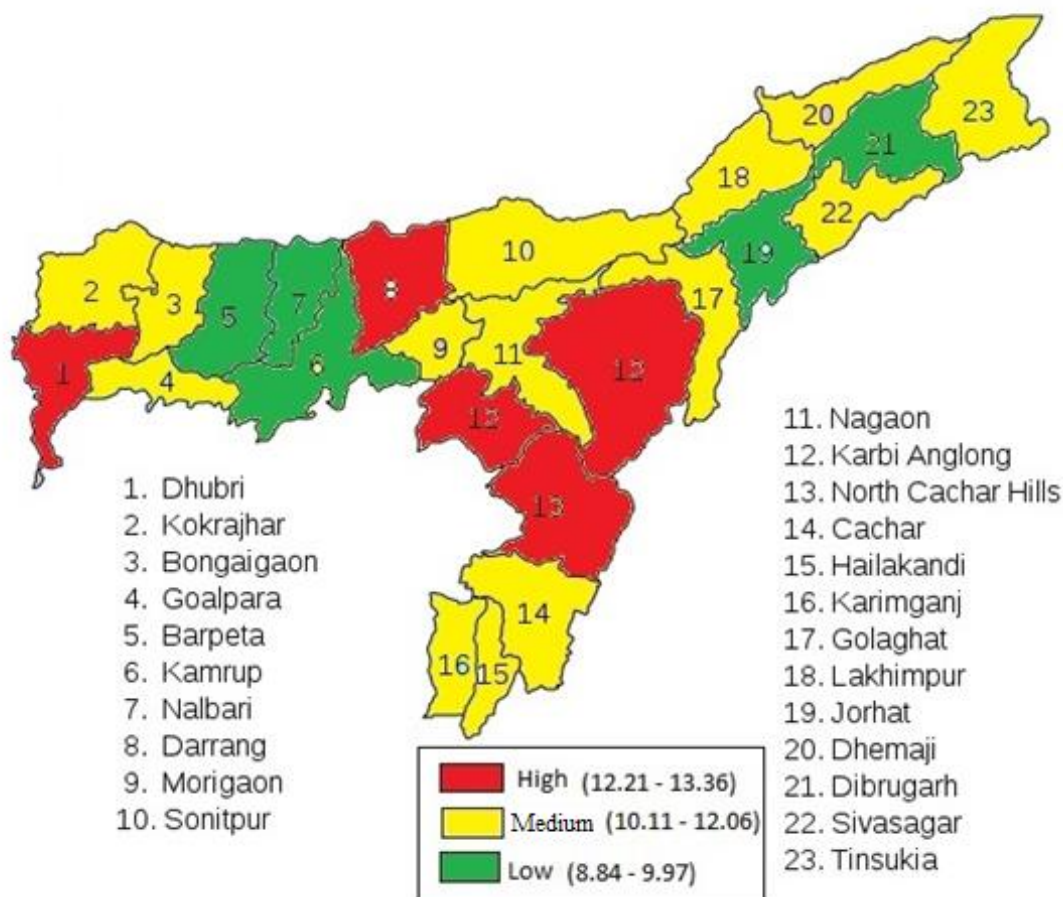 20
23
21
18
22
10
19
2
3
8
7
5
17
9
11
6
1
12
4
12
13
14
16
15
1. Dhubri
2. Kokrajhar
3. Bongaigaon
4. Goalpara
5. Barpeta
6. Kamrup
7. Nalbari
8. Darrang
9. Morigaon
10. Sonitpur
11. Nagaon
12. Karbi Anglong
13. North Cachar Hills
14. Cachar
15. Hailakandi
16. Karimganj
17. Golaghat
18. Lakhimpur
19. Jorhat
20. Dhemaji
21. Dibrugarh
22. Sivasagar
23. Tinsukia
High (12.21 - 13.36)
Medium (10.11 - 12.06)
Low (8.84 - 9.97)